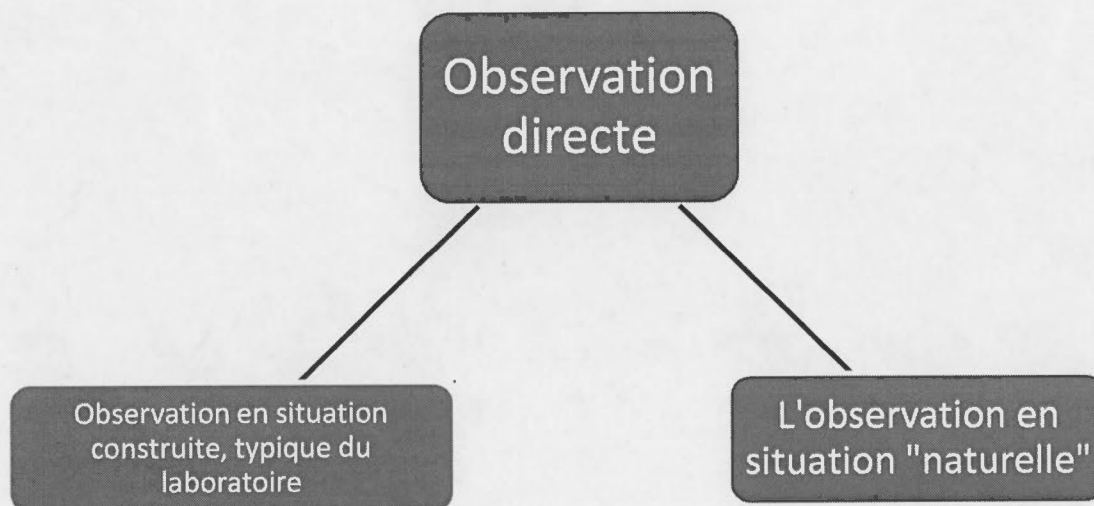 Observation
directe
Observation en situation
construite, typique du
laboratoire
L'observation en
situation "naturelle"